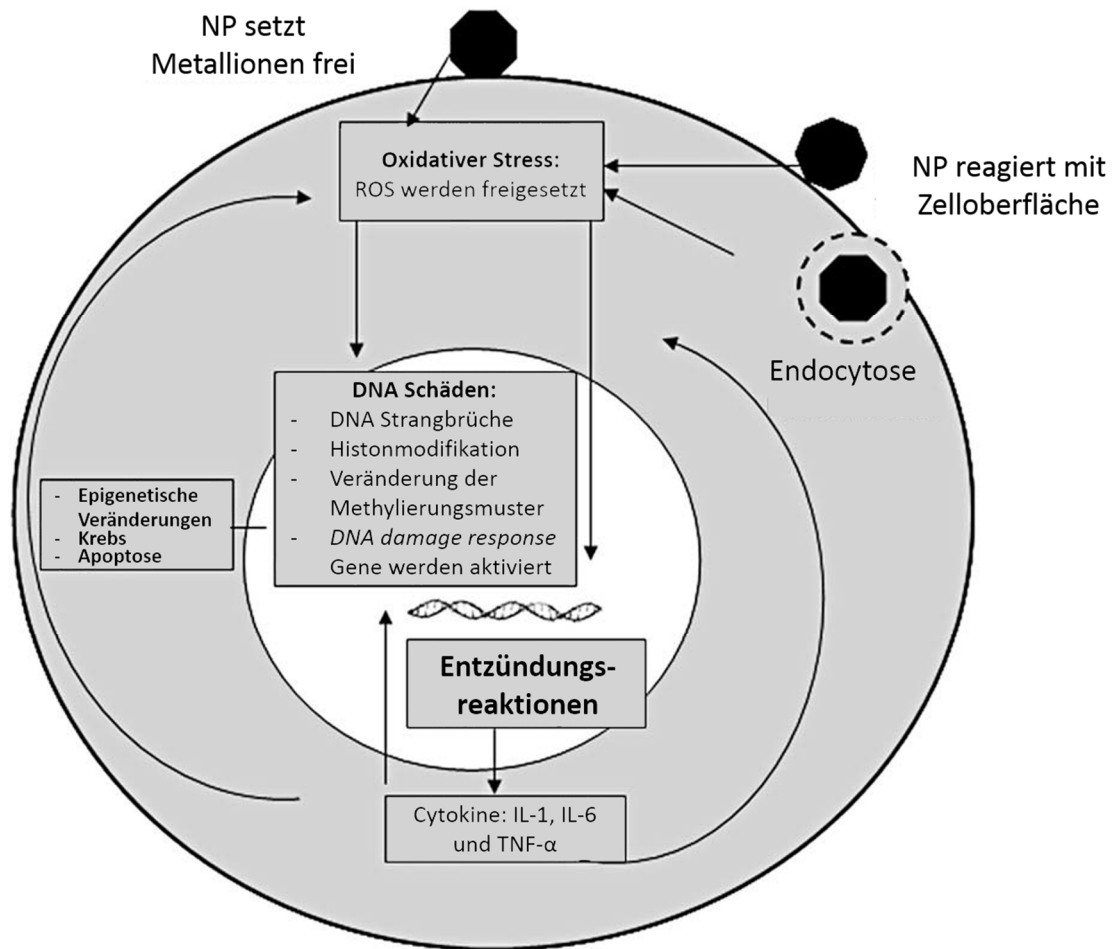 NP setzt
Metallionen frei
Oxidativer Stress:
ROS werden freigesetzt
NP reagiert mit
Zelloberfläche
Endocytose
DNA Schäden:
- DNA Strangbrüche
- Histonmodifikation
- Veränderung der
Methylierungsmuster
- DNA damage response
Gene werden aktiviert
- Epigenetische
Veränderungen
- Krebs
- Apoptose
Entzündungs-
reaktionen
Cytokine: IL-1, IL-6
und TNF-α